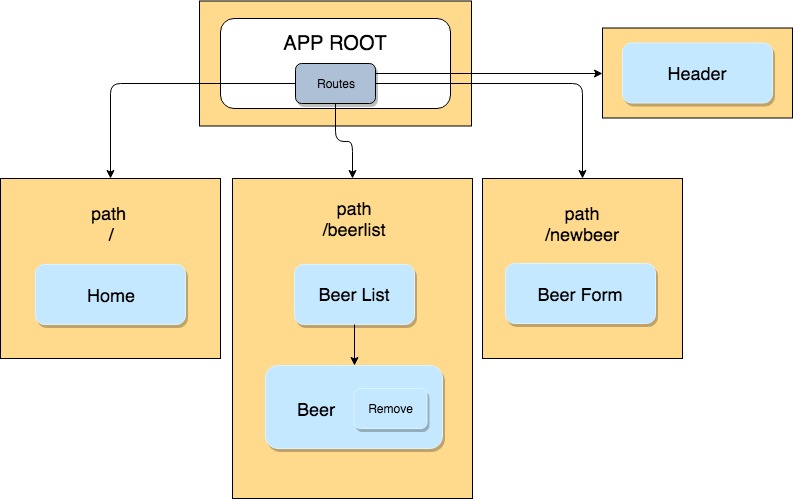 APP ROOT
Routes
Header
path
/
Home
path
/beerlist
Beer List
Beer
Remove
path
/newbeer
Beer Form